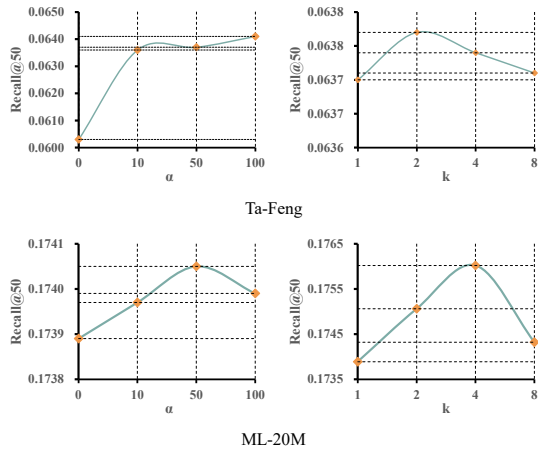 0.0650
0.0640
0.0630
0.0620
0.0610
0.0600
Recall@50
0 10 50 100
α
0.0638
0.0638
0.0637
0.0637
0.0636
Recall@50
1 2 4 8
k
Ta-Feng
0.1741
0.1740
0.1739
0.1738
Recall@50
0 10 50 100
α
0.1765
0.1755
0.1745
0.1735
Recall@50
1 2 4 8
k
ML-20M